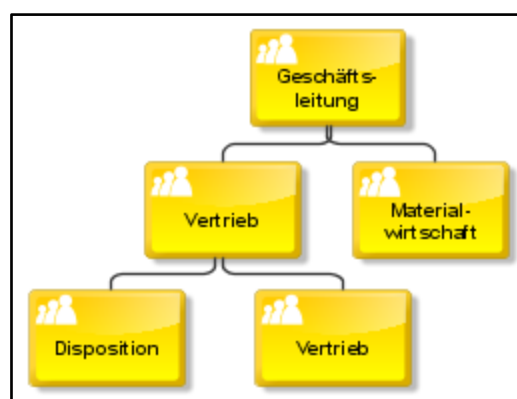 Geschäfts-
leitung
Vertrieb
Material-
wirtschaft
Disposition
Vertrieb